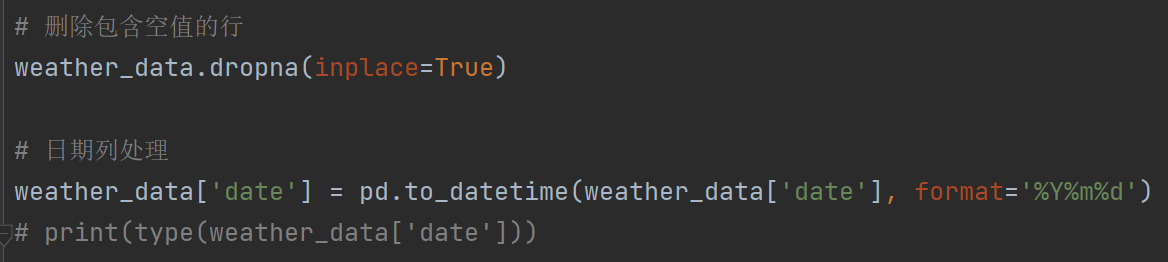 # 删除包含空值的行
weather_data.dropna(inplace=True)
# 日期列处理
weather_data['date'] = pd.to_datetime(weather_data['date'], format='%Y%m%d')
# print(type(weather_data['date']))